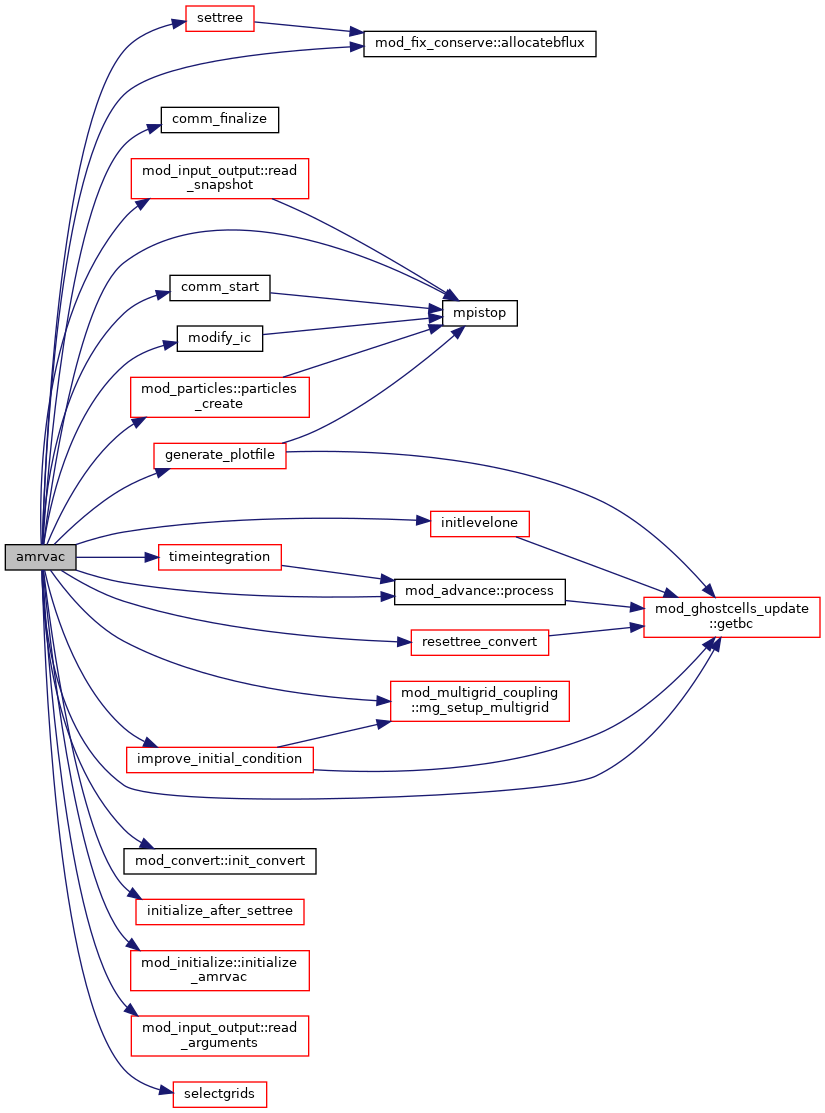 settree
mod_fix_conserve::allocatebflux
comm_finalize
mod_input_output::read
_snapshot
comm_start
mpistop
modify_ic
mod_particles::particles
_create
generate_plotfile
initlevelone
amrvac
timeintegration
mod_advance::process
mod_ghostcells_update
::getbc
resettree_convert
mod_multigrid_coupling
::mg_setup_multigrid
improve_initial_condition
mod_convert::init_convert
initialize_after_settree
mod_initialize::initialize
_amrvac
mod_input_output::read
_arguments
selectgrids